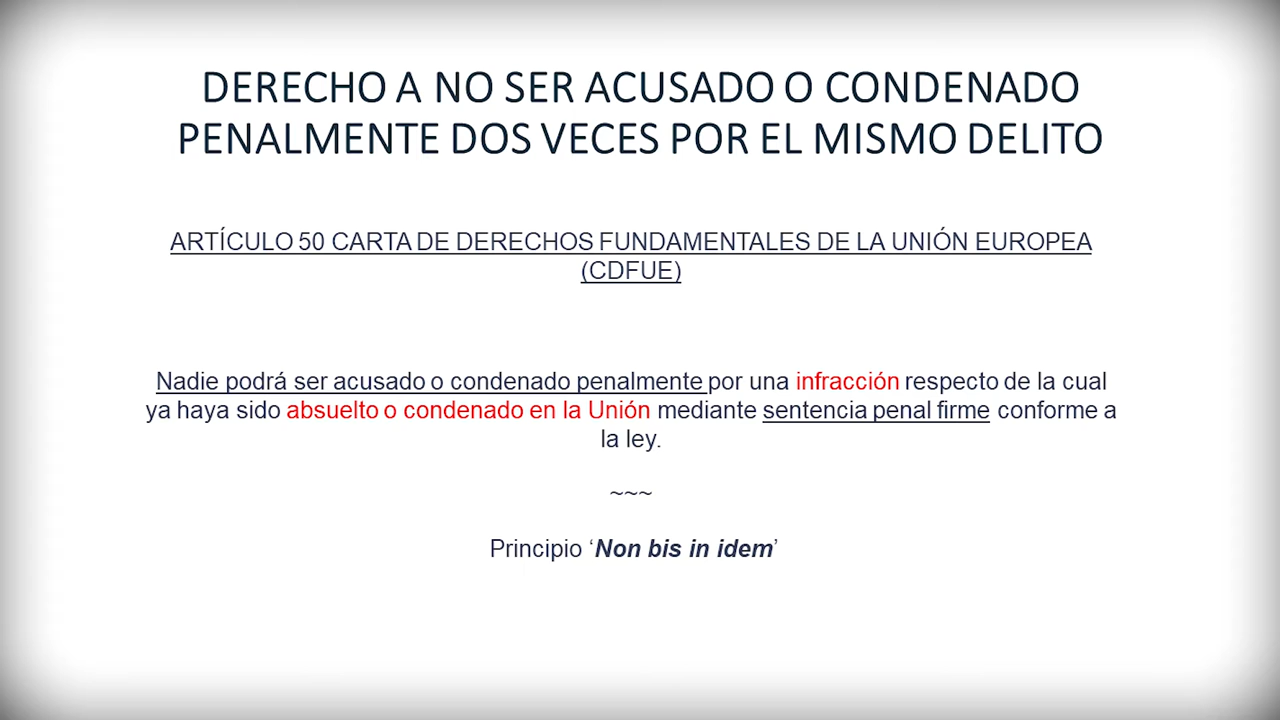 DERECHO A NO SER ACUSADO O CONDENADO
PENALMENTE DOS VECES POR EL MISMO DELITO
ARTÍCULO 50 CARTA DE DERECHOS FUNDAMENTALES DE LA UNIÓN EUROPEA
(CDFUE)
Nadie podrá ser acusado o condenado penalmente por una infracción respecto de la cual
ya haya sido absuelto o condenado en la Unión mediante sentencia penal firme conforme a
la ley.
~~~
Principio ‘Non bis in idem’